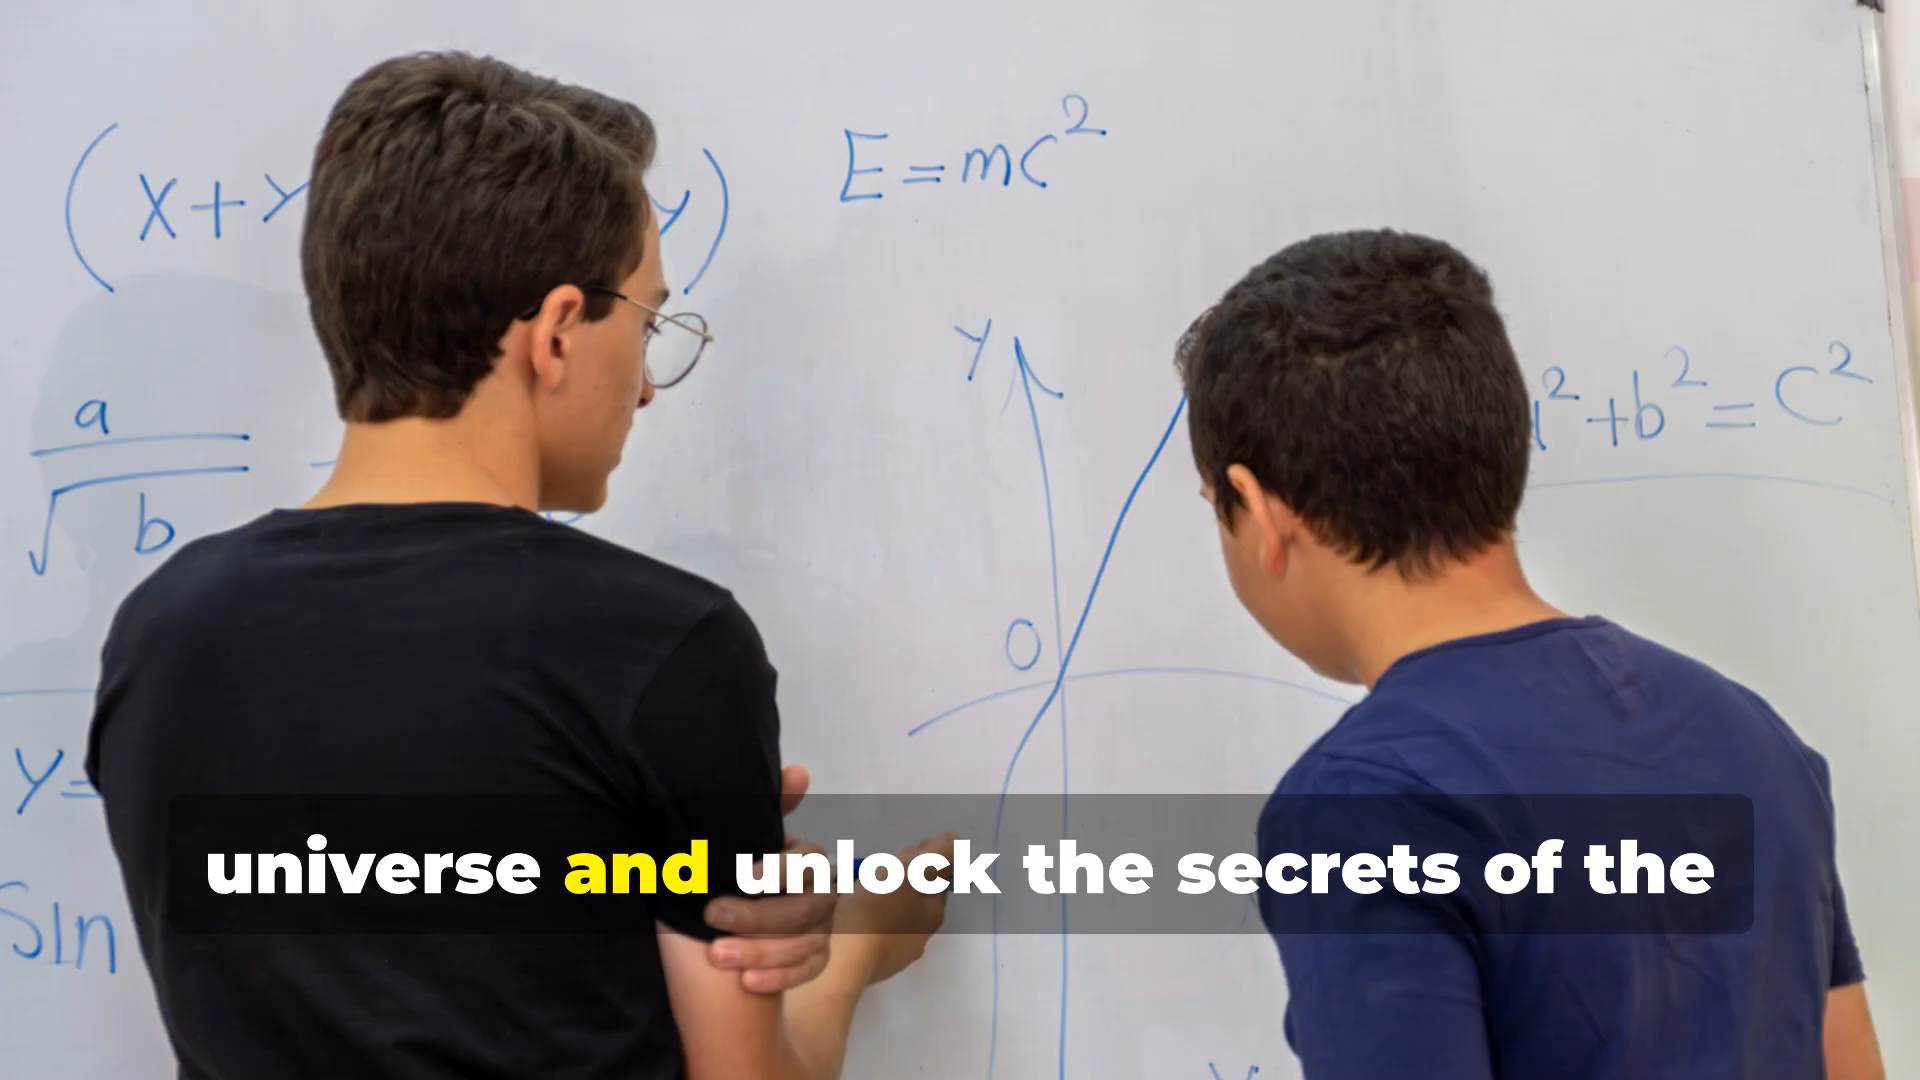 (X+Y y)
E=mc²
Y
a
√b
²+b²=C²
0
Y=
Sin
universe and unlock the secrets of the